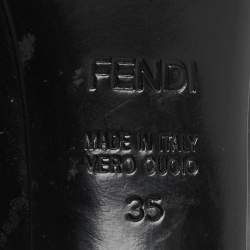 FENDI
MADE IN ITALY
VERO CUOIO
35